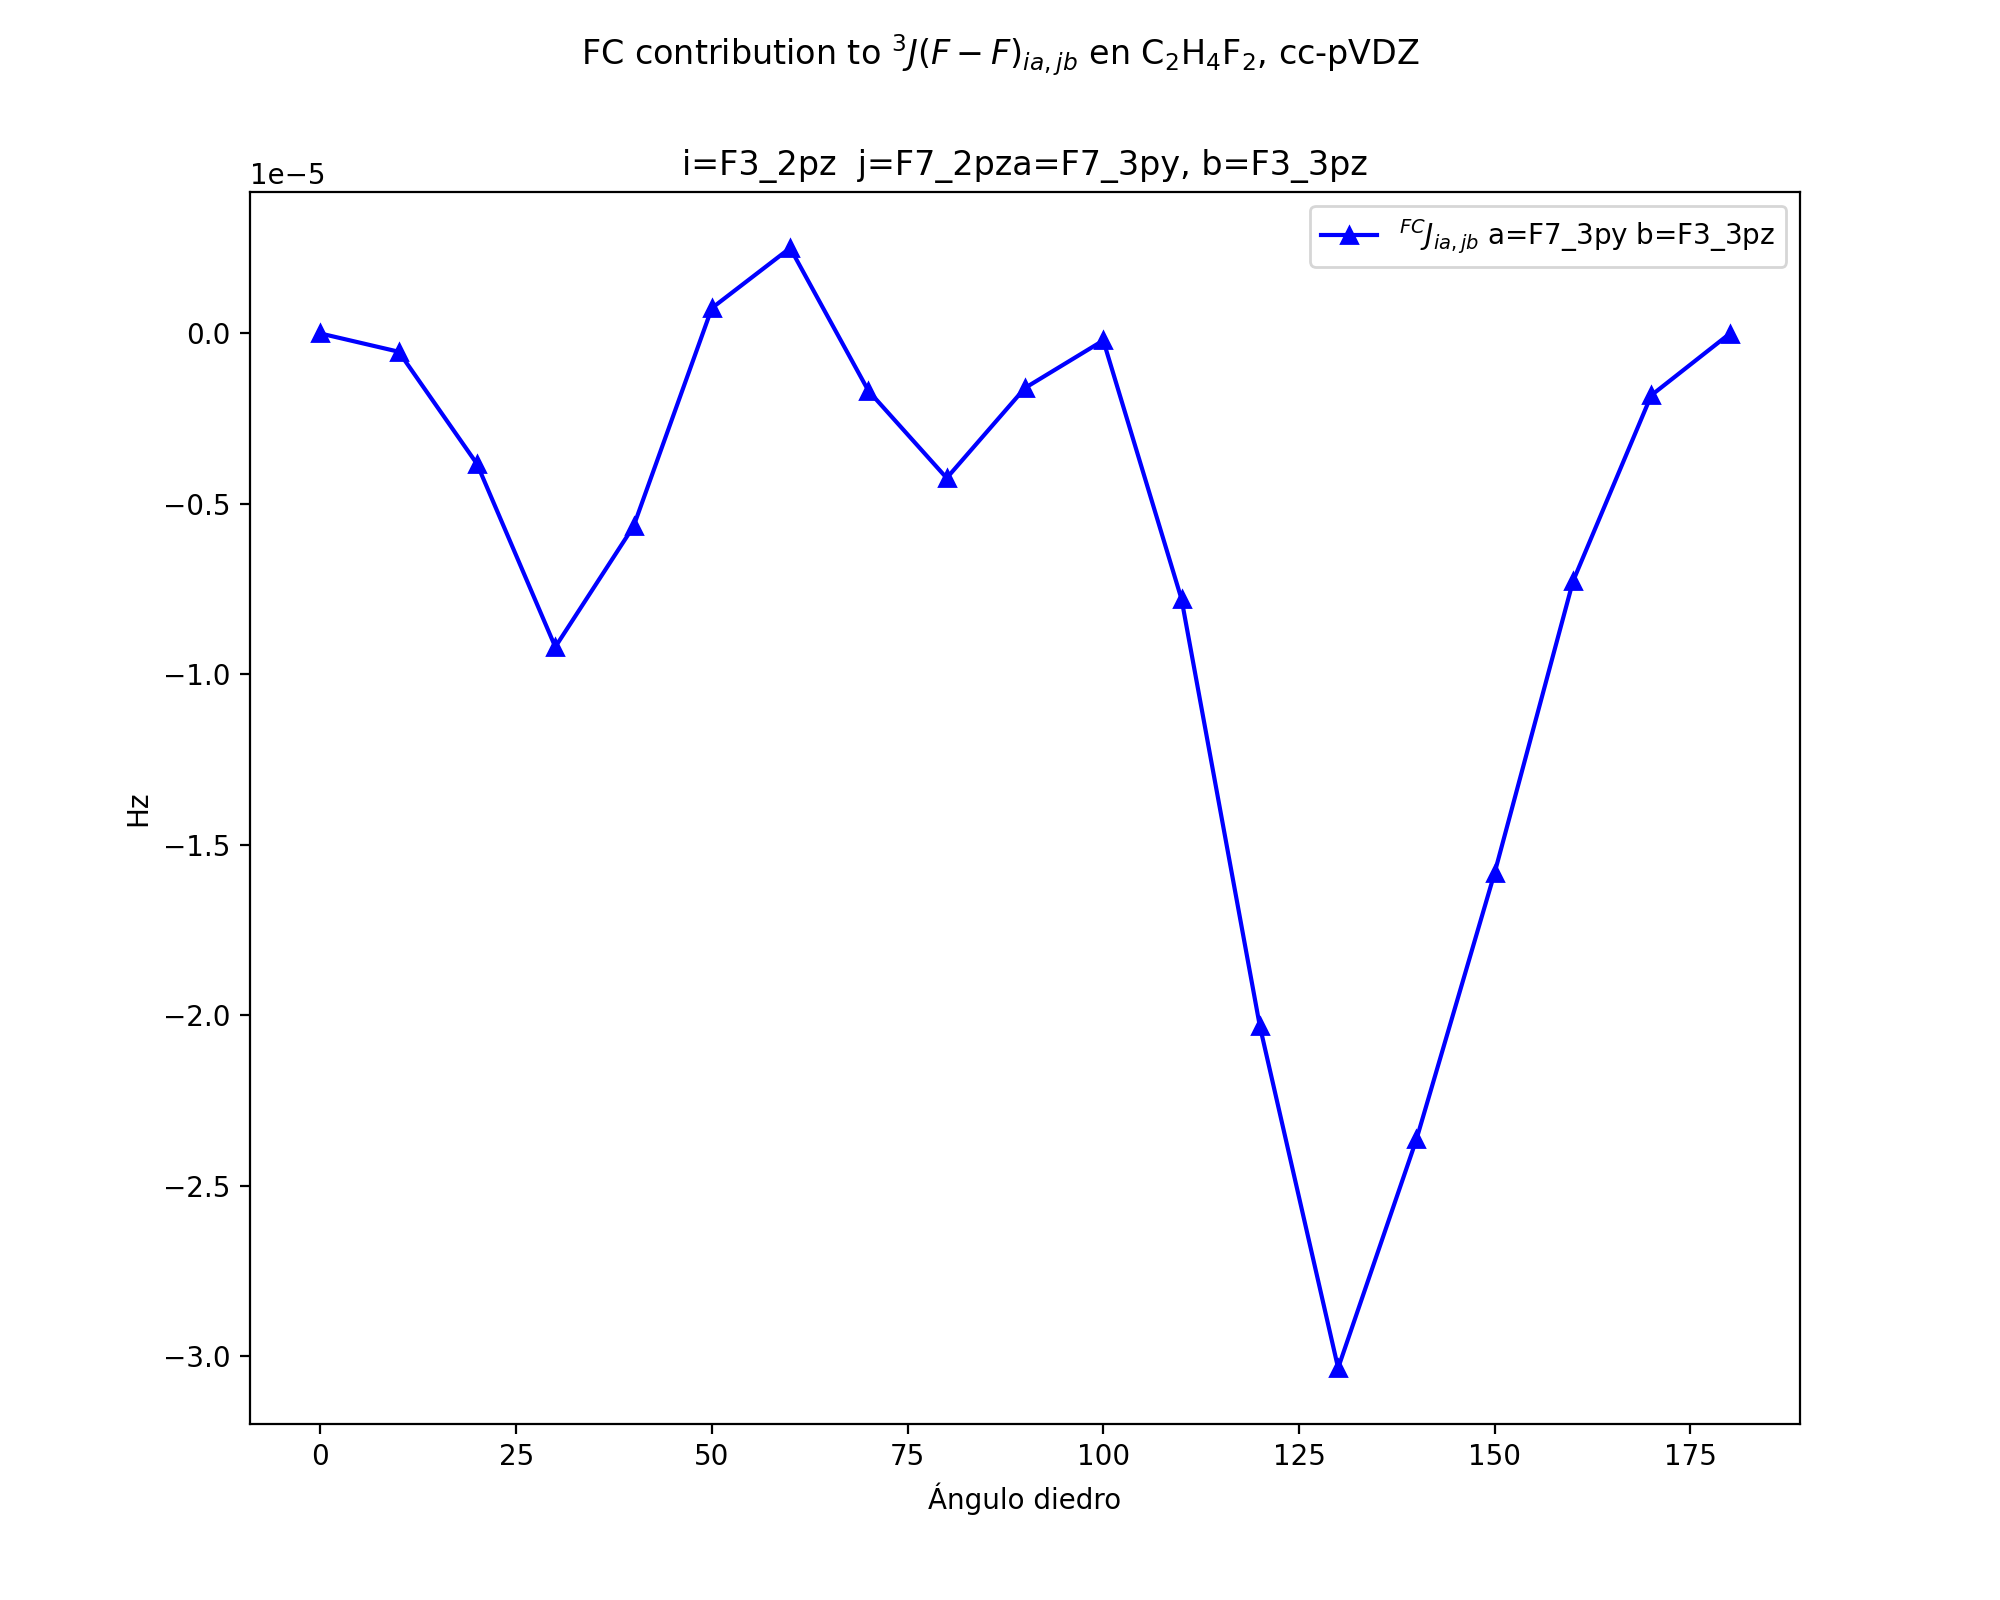 FC contribution to ³J(F − F)ia, jb en C₂H₄F₂, cc-pVDZ
i=F3_2pz  j=F7_2pza=F7_3py, b=F3_3pz
1e−5
FCJia, jb a=F7_3py b=F3_3pz
0.0
−0.5
−1.0
−1.5
−2.0
−2.5
−3.0
Hz
0 25 50 75 100 125 150 175
Ángulo diedro